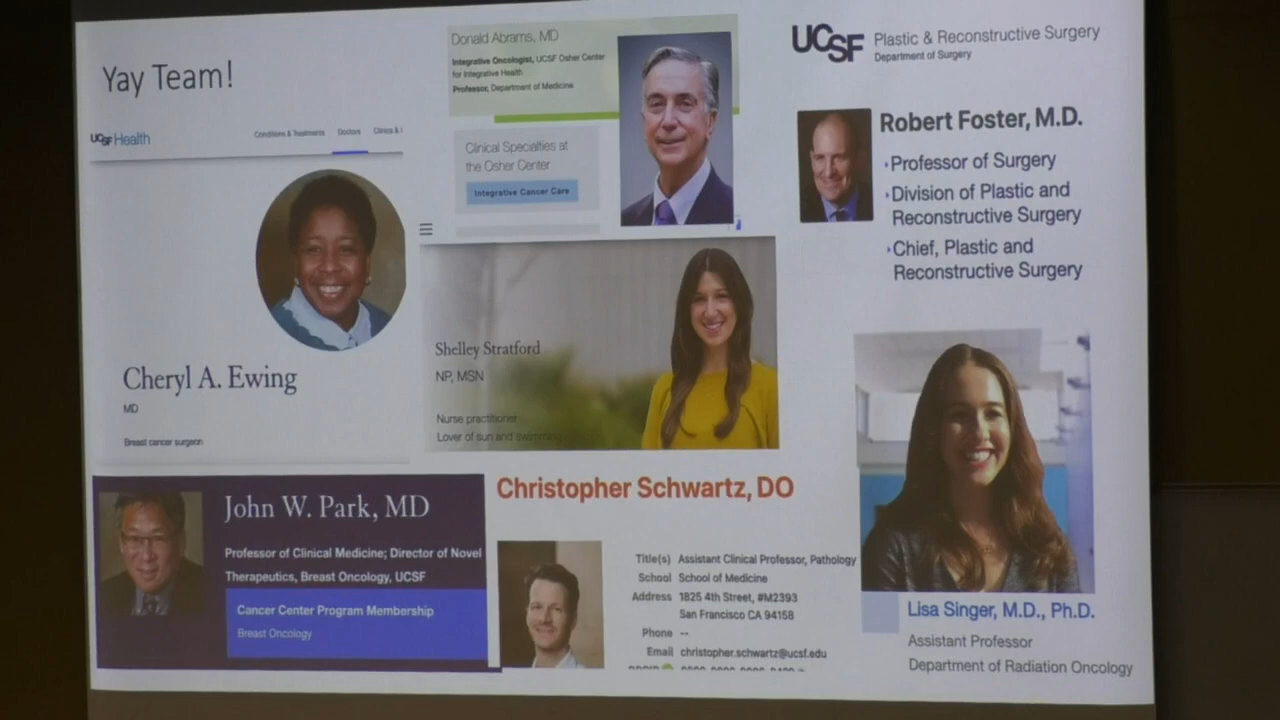 Yay Team!
UCSF Health
Conditions & Treatments Doctors Clinics &
Cheryl A. Ewing
MD
Breast cancer surgeon
Donald Abrams, MD
Integrative Oncologist, UCSF Osher Center
for Integrative Health
Professor, Department of Medicine
Clinical Specialties at
the Osher Center
Integrative Cancer Care
UCSF Plastic & Reconstructive Surgery
Department of Surgery
Robert Foster, M.D.
Professor of Surgery
Division of Plastic and
Reconstructive Surgery
Chief, Plastic and
Reconstructive Surgery
Shelley Stratford
NP, MSN
Nurse practitioner
Lover of sun and swimming
John W. Park, MD
Professor of Clinical Medicine; Director of Novel
Therapeutics, Breast Oncology, UCSF
Cancer Center Program Membership
Breast Oncology
Christopher Schwartz, DO
Title(s) Assistant Clinical Professor, Pathology
School School of Medicine
Address 1825 4th Street, #M2393
San Francisco CA 94158
Phone --
Email christopher.schwartz@ucsf.edu
Lisa Singer, M.D., Ph.D.
Assistant Professor
Department of Radiation Oncology